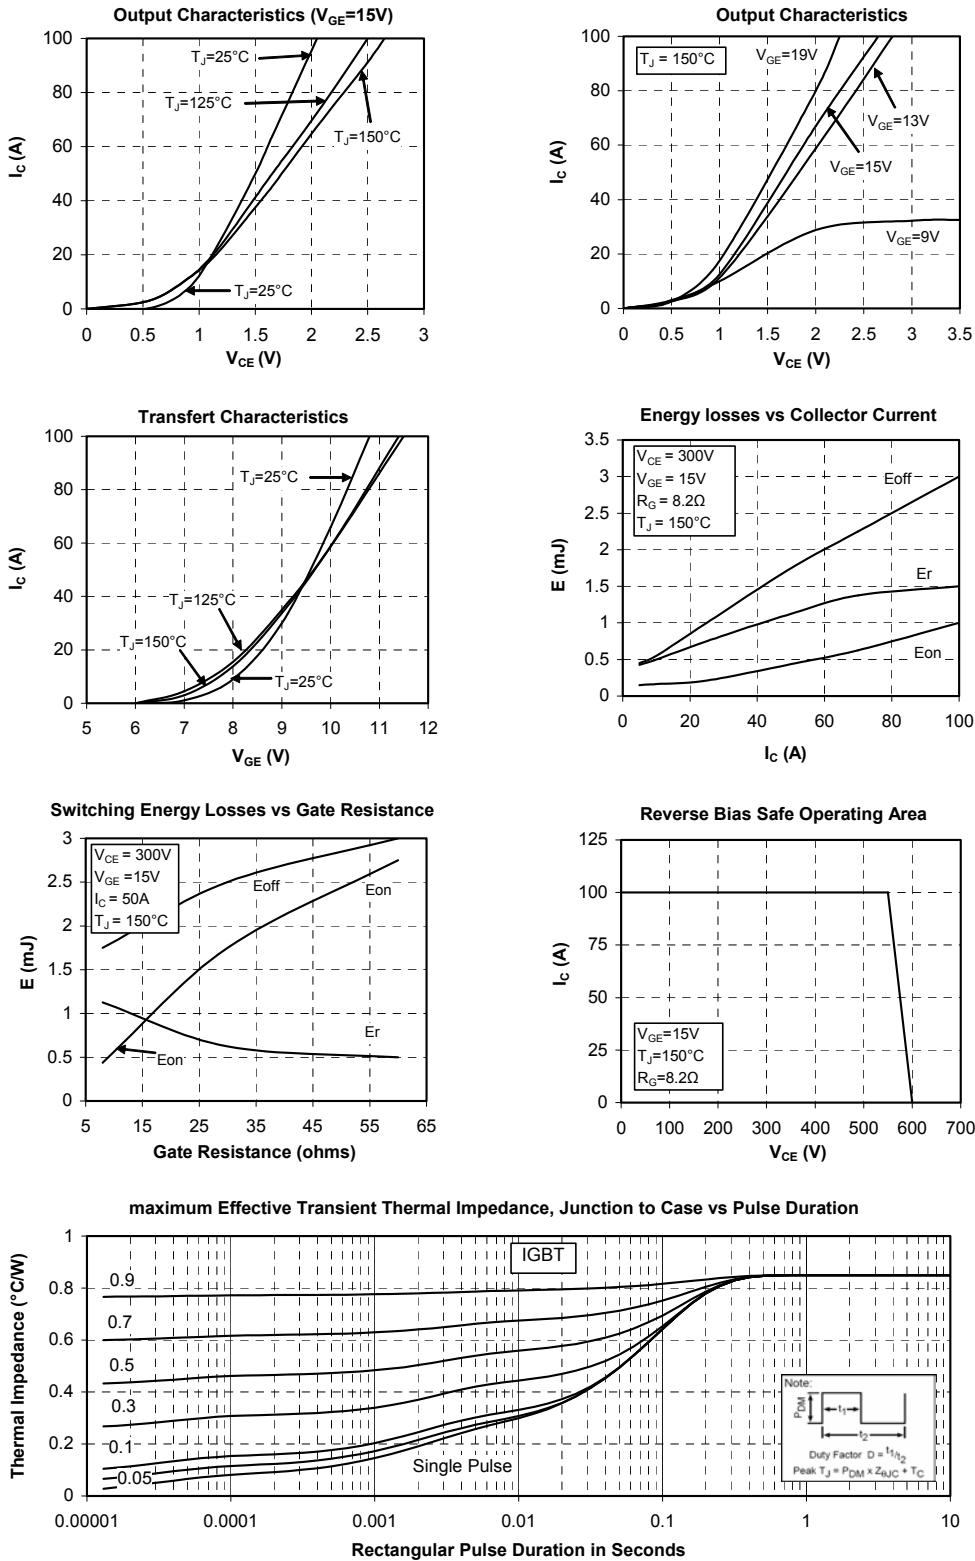 Output Characteristics (VGE=15V)
100
80
60
40
20
0
IC (A)
TJ=25°C
TJ=125°C
TJ=150°C
TJ=25°C
0 0.5 1 1.5 2 2.5 3
VCE (V)
Output Characteristics
100
80
60
40
20
0
IC (A)
TJ = 150°C
VGE=19V
VGE=13V
VGE=15V
VGE=9V
0 0.5 1 1.5 2 2.5 3 3.5
VCE (V)
Transfert Characteristics
100
80
60
40
20
0
IC (A)
TJ=25°C
TJ=125°C
TJ=150°C
TJ=25°C
5 6 7 8 9 10 11 12
VGE (V)
Energy losses vs Collector Current
3.5
3
2.5
2
1.5
1
0.5
0
E (mJ)
VCE = 300V
VGE = 15V
RG = 8.2Ω
TJ = 150°C
Eoff
Er
Eon
0 20 40 60 80 100
IC (A)
Switching Energy Losses vs Gate Resistance
3
2.5
2
1.5
1
0.5
0
E (mJ)
VCE = 300V
VGE =15V
IC = 50A
TJ = 150°C
Eoff
Eon
Er
Eon
5 15 25 35 45 55 65
Gate Resistance (ohms)
Reverse Bias Safe Operating Area
125
100
75
50
25
0
IC (A)
VGE=15V
TJ=150°C
RG=8.2Ω
0 100 200 300 400 500 600 700
VCE (V)
maximum Effective Transient Thermal Impedance, Junction to Case vs Pulse Duration
1
0.8
0.6
0.4
0.2
0
Thermal Impedance (°C/W)
IGBT
0.9
0.7
0.5
0.3
0.1
0.05
Single Pulse
Note:
PDM
t1
t2
Duty Factor D = t1/t2
Peak TJ = PDM x ZθJC + TC
0.00001 0.0001 0.001 0.01 0.1 1 10
Rectangular Pulse Duration in Seconds